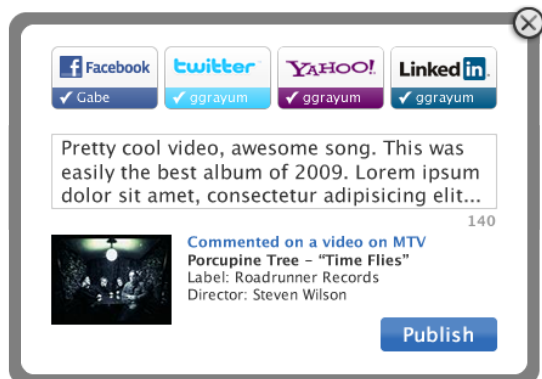 Facebook twitter YAHOO! Linked in
✓ Gabe ✓ ggrayum ✓ ggrayum ✓ ggrayum
Pretty cool video, awesome song. This was
easily the best album of 2009. Lorem ipsum
dolor sit amet, consectetur adipisicing elit...
140
Commented on a video on MTV
Porcupine Tree – “Time Flies”
Label: Roadrunner Records
Director: Steven Wilson
Publish